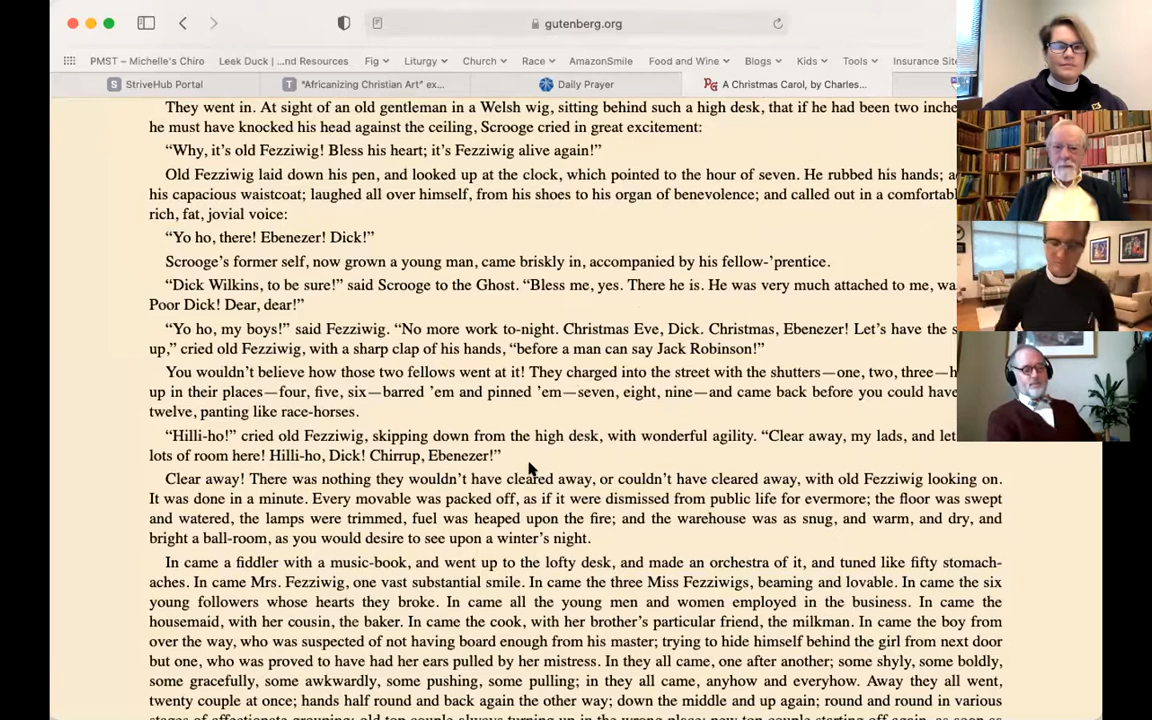 gutenberg.org
PMST – Michelle's Chiro Leek Duck | ...nd Resources Fig Liturgy Church Race AmazonSmile Food and Wine Blogs Kids Tools Insurance Site
StriveHub Portal "Africanizing Christian Art" ex... Daily Prayer A Christmas Carol, by Charles...
They went in. At sight of an old gentleman in a Welsh wig, sitting behind such a high desk, that if he had been two inche
he must have knocked his head against the ceiling, Scrooge cried in great excitement:
“Why, it’s old Fezziwig! Bless his heart; it’s Fezziwig alive again!”
Old Fezziwig laid down his pen, and looked up at the clock, which pointed to the hour of seven. He rubbed his hands;
his capacious waistcoat; laughed all over himself, from his shoes to his organ of benevolence; and called out in a comfortab
rich, fat, jovial voice:
“Yo ho, there! Ebenezer! Dick!”
Scrooge’s former self, now grown a young man, came briskly in, accompanied by his fellow-’prentice.
“Dick Wilkins, to be sure!” said Scrooge to the Ghost. “Bless me, yes. There he is. He was very much attached to me, wa
Poor Dick! Dear, dear!”
“Yo ho, my boys!” said Fezziwig. “No more work to-night. Christmas Eve, Dick. Christmas, Ebenezer! Let’s have the s
up,” cried old Fezziwig, with a sharp clap of his hands, “before a man can say Jack Robinson!”
You wouldn’t believe how those two fellows went at it! They charged into the street with the shutters—one, two, three—h
up in their places—four, five, six—barred ’em and pinned ’em—seven, eight, nine—and came back before you could have
twelve, panting like race-horses.
“Hilli-ho!” cried old Fezziwig, skipping down from the high desk, with wonderful agility. “Clear away, my lads, and let
lots of room here! Hilli-ho, Dick! Chirrup, Ebenezer!”
Clear away! There was nothing they wouldn’t have cleared away, or couldn’t have cleared away, with old Fezziwig looking on.
It was done in a minute. Every movable was packed off, as if it were dismissed from public life for evermore; the floor was swept
and watered, the lamps were trimmed, fuel was heaped upon the fire; and the warehouse was as snug, and warm, and dry, and
bright a ball-room, as you would desire to see upon a winter’s night.
In came a fiddler with a music-book, and went up to the lofty desk, and made an orchestra of it, and tuned like fifty stomach-
aches. In came Mrs. Fezziwig, one vast substantial smile. In came the three Miss Fezziwigs, beaming and lovable. In came the six
young followers whose hearts they broke. In came all the young men and women employed in the business. In came the
housemaid, with her cousin, the baker. In came the cook, with her brother’s particular friend, the milkman. In came the boy from
over the way, who was suspected of not having board enough from his master; trying to hide himself behind the girl from next door
but one, who was proved to have had her ears pulled by her mistress. In they all came, one after another; some shyly, some boldly,
some gracefully, some awkwardly, some pushing, some pulling; in they all came, anyhow and everyhow. Away they all went,
twenty couple at once; hands half round and back again the other way; down the middle and up again; round and round in various
stages of affectionate grouping; old top couple always turning up in the wrong place; new top couple starting off again, as soon as